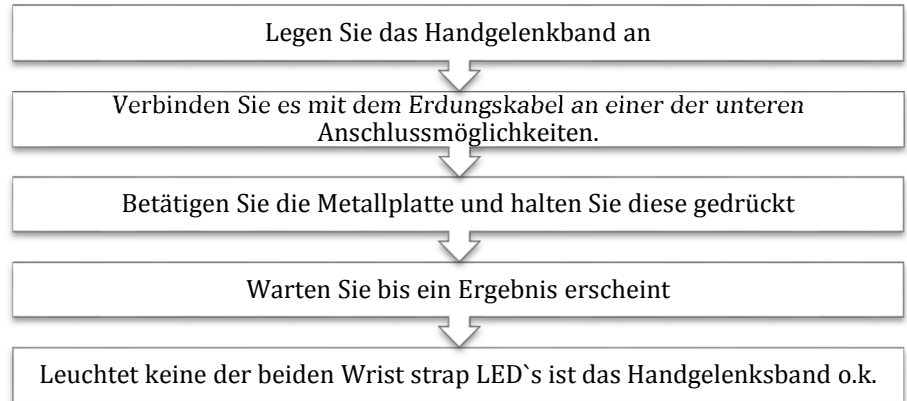 Legen Sie das Handgelenkband an
Verbinden Sie es mit dem Erdungskabel an einer der unteren
Anschlussmöglichkeiten.
Betätigen Sie die Metallplatte und halten Sie diese gedrückt
Warten Sie bis ein Ergebnis erscheint
Leuchtet keine der beiden Wrist strap LED`s ist das Handgelenksband o.k.